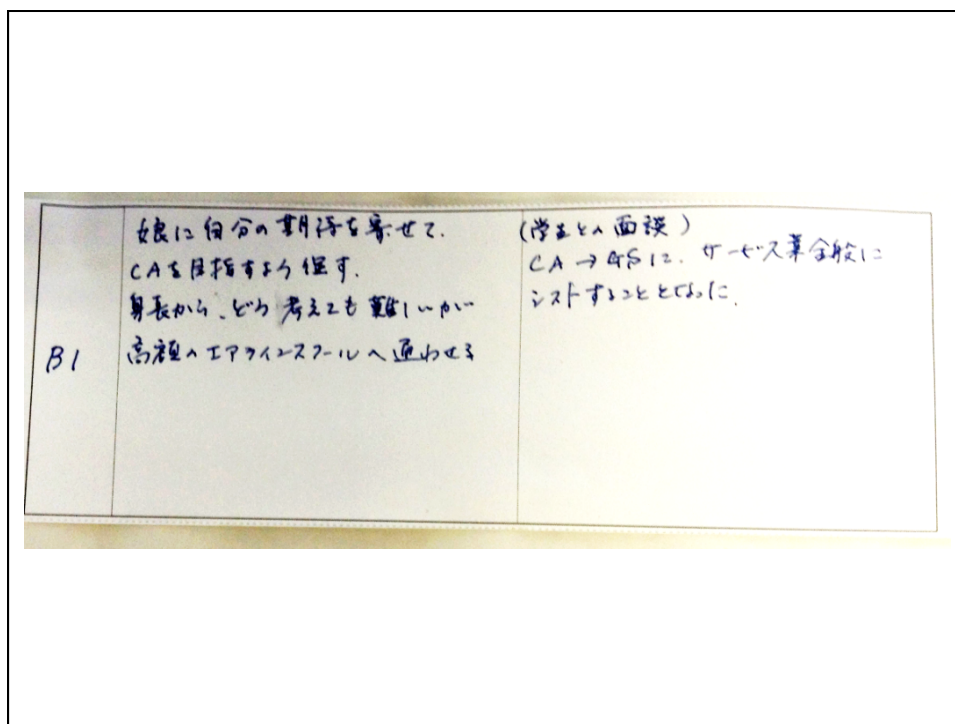 B1
娘に自分の期待を寄せて.
CAを目指すよう促す.
身長から、どう考えても難しいが
高額のエアラインスクールへ通わせる
(学生との面談)
CA → GSに. サービス業全般に
シフトすることとなった.